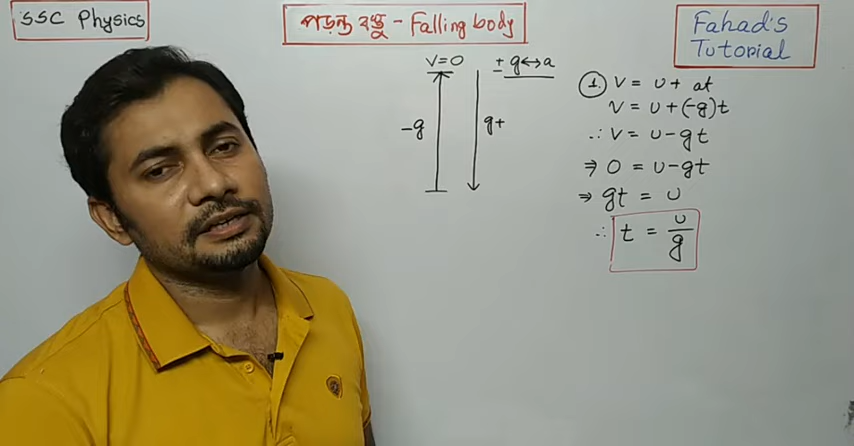 SSC Physics
পড়ন্ত বস্তু - Falling body
Fahad's
Tutorial
V=0
± g↔a
-g
g+
1. V = u + at
V = u + (-g)t
∴ V = u - gt
⇒ 0 = u - gt
⇒ gt = u
∴ t = u/g